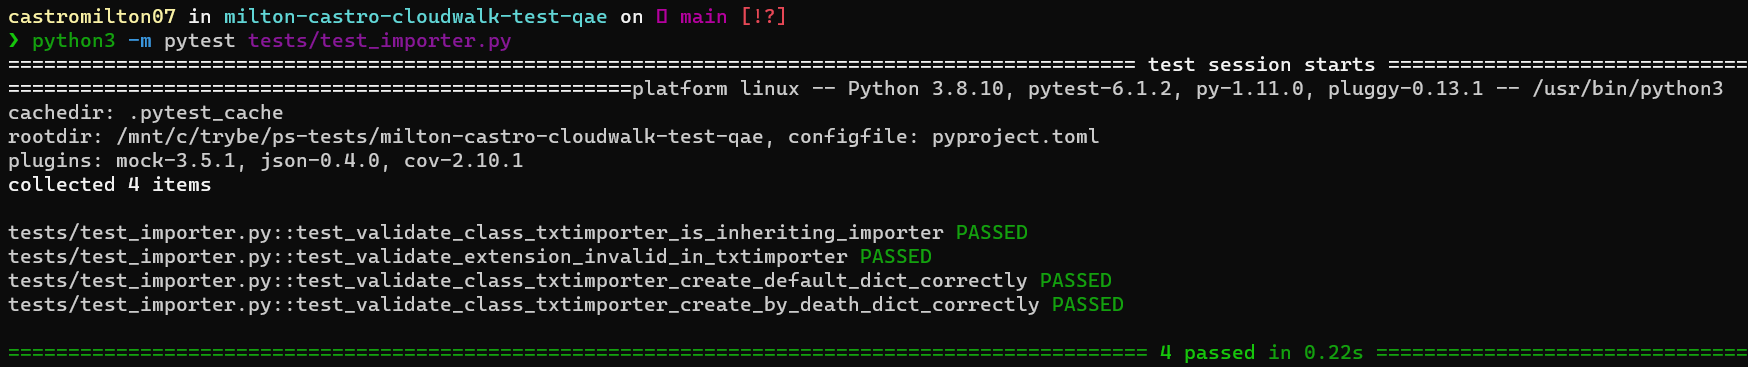 castromilton07 in milton-castro-cloudwalk-test-qae on  main [!?]
❯ python3 -m pytest tests/test_importer.py
============================================================================================== test session starts ==============================
====================================================platform linux -- Python 3.8.10, pytest-6.1.2, py-1.11.0, pluggy-0.13.1 -- /usr/bin/python3
cachedir: .pytest_cache
rootdir: /mnt/c/trybe/ps-tests/milton-castro-cloudwalk-test-qae, configfile: pyproject.toml
plugins: mock-3.5.1, json-0.4.0, cov-2.10.1
collected 4 items
tests/test_importer.py::test_validate_class_txtimporter_is_inheriting_importer PASSED
tests/test_importer.py::test_validate_extension_invalid_in_txtimporter PASSED
tests/test_importer.py::test_validate_class_txtimporter_create_default_dict_correctly PASSED
tests/test_importer.py::test_validate_class_txtimporter_create_by_death_dict_correctly PASSED
=============================================================================================== 4 passed in 0.22s ===============================